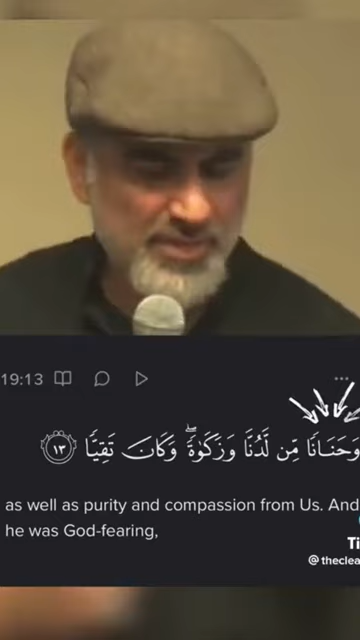 19:13
وَحَنَانًا مِّن لَّدُنَّا وَزَكَوٰةً ۖ وَكَانَ تَقِيًّا ١٣
as well as purity and compassion from Us. And
he was God-fearing,
Ti
@theclea